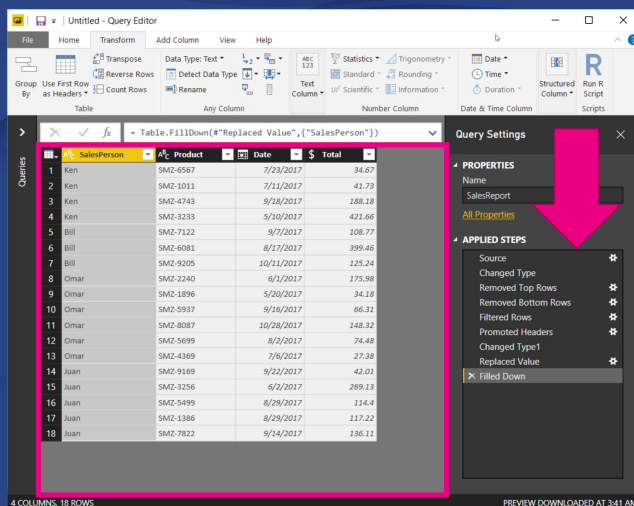 Untitled - Query Editor
File Home Transform Add Column View Help
Group By
Use First Row as Headers
Transpose
Reverse Rows
Count Rows
Table
Data Type: Text
Detect Data Type
Rename
Any Column
ABC 123
Text Column
Statistics
Standard
10² Scientific
Trigonometry
Rounding
Information
Number Column
Date
Time
Duration
Date & Time Column
Structured Column
R
Run R Script
Scripts
fx = Table.FillDown(#"Replaced Value",{"SalesPerson"})
Queries
SalesPerson Product Date $ Total
1 Ken SMZ-6567 7/23/2017 34.67
2 Ken SMZ-1011 7/11/2017 41.73
3 Ken SMZ-4743 9/18/2017 188.18
4 Ken SMZ-3233 5/10/2017 421.66
5 Bill SMZ-7122 9/7/2017 108.77
6 Bill SMZ-6081 8/17/2017 399.46
7 Bill SMZ-9205 10/11/2017 125.24
8 Omar SMZ-2240 6/1/2017 175.98
9 Omar SMZ-1896 5/20/2017 34.18
10 Omar SMZ-5937 9/16/2017 66.31
11 Omar SMZ-8087 10/28/2017 148.32
12 Omar SMZ-5699 8/2/2017 74.48
13 Omar SMZ-4369 7/6/2017 27.38
14 Juan SMZ-9169 9/22/2017 42.01
15 Juan SMZ-3256 6/2/2017 269.13
16 Juan SMZ-5499 8/29/2017 114.4
17 Juan SMZ-1386 8/29/2017 117.22
18 Juan SMZ-7822 9/14/2017 136.11
Query Settings
PROPERTIES
Name
SalesReport
All Properties
APPLIED STEPS
Source
Changed Type
Removed Top Rows
Removed Bottom Rows
Filtered Rows
Promoted Headers
Changed Type1
Replaced Value
Filled Down
4 COLUMNS, 18 ROWS
PREVIEW DOWNLOADED AT 3:41 AM